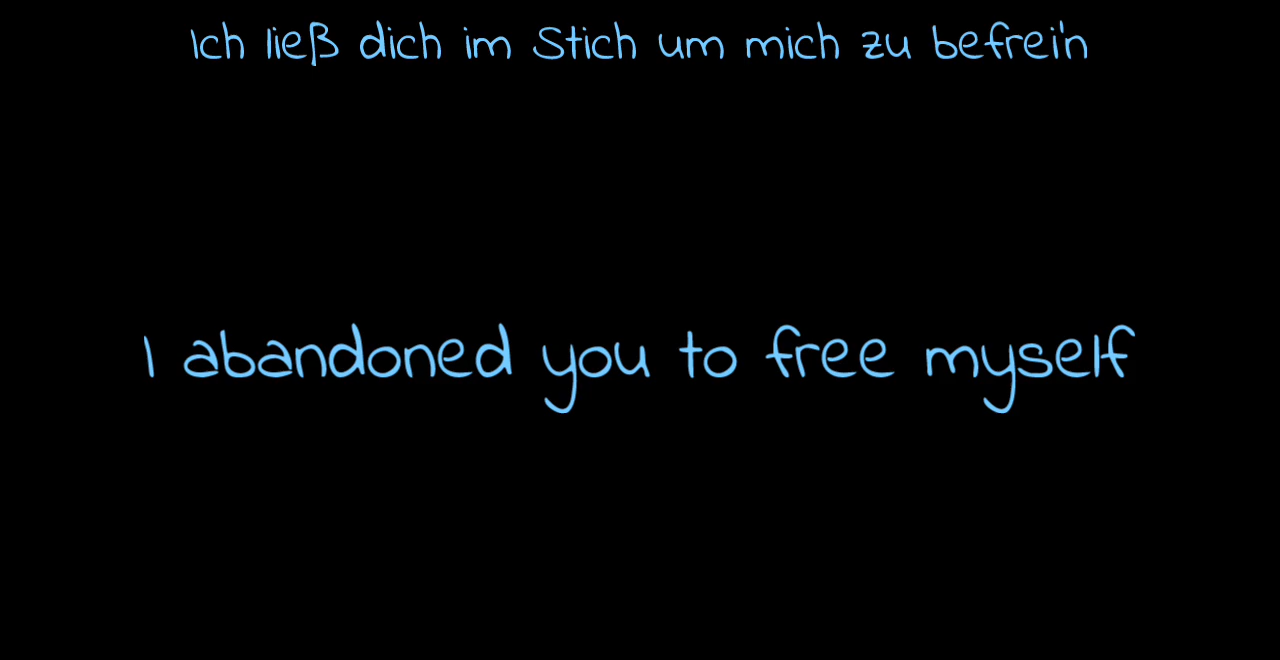 Ich ließ dich im Stich um mich zu befrei'n
I abandoned you to free myself